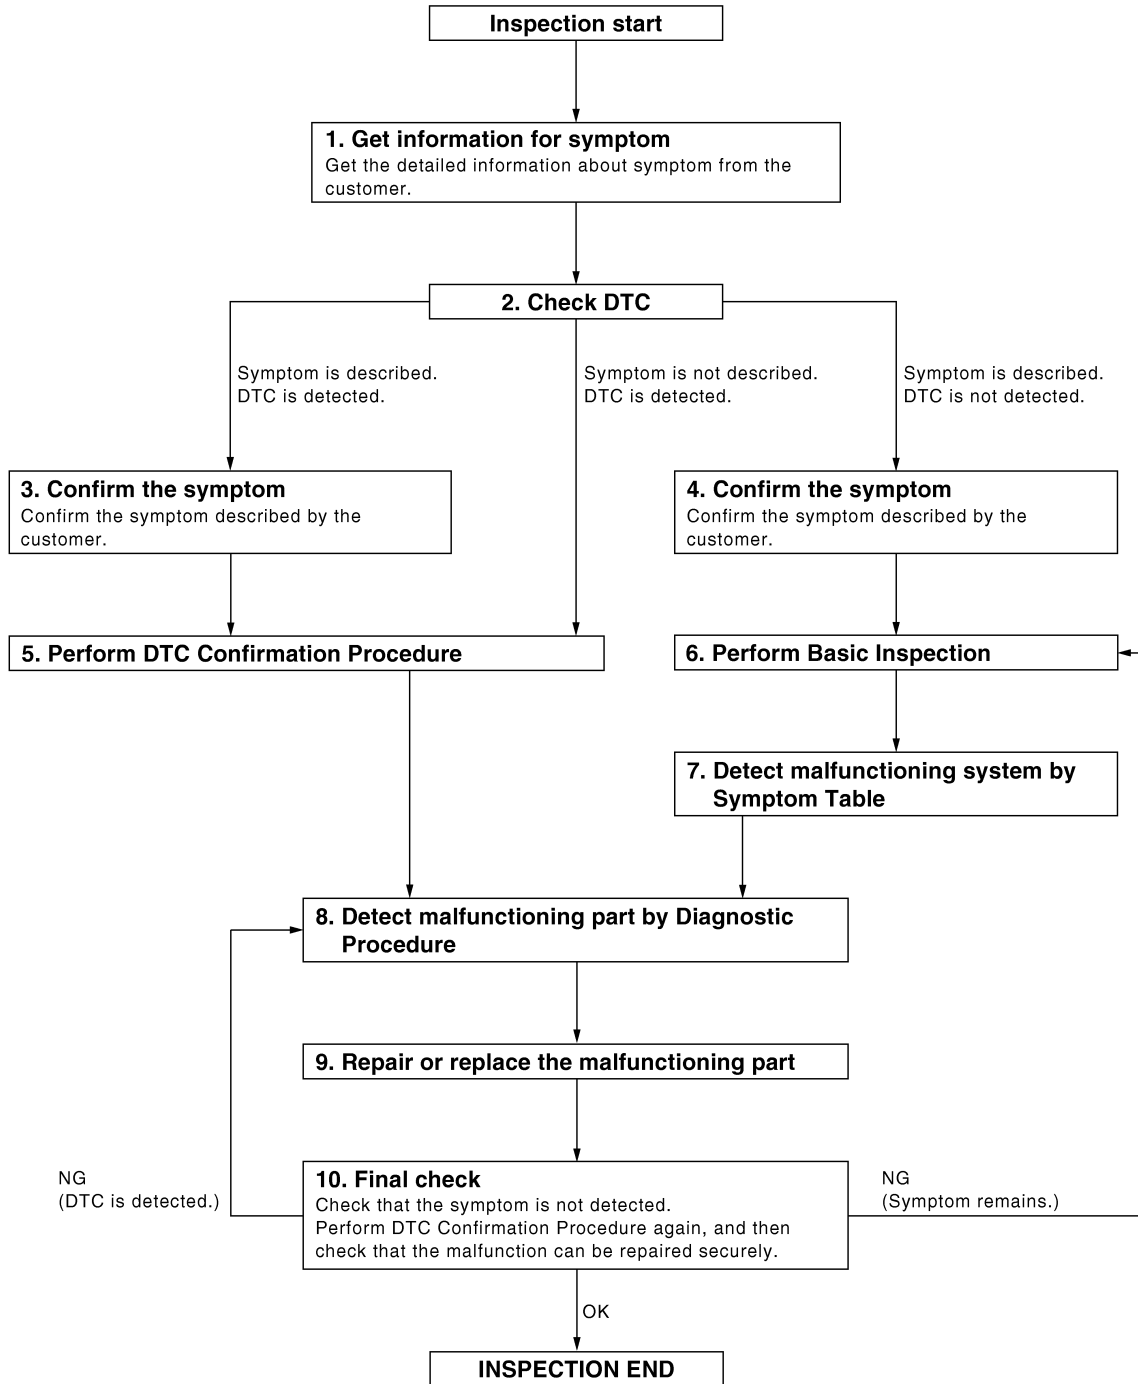 Inspection start
1. Get information for symptom
Get the detailed information about symptom from the
customer.
2. Check DTC
Symptom is described.
DTC is detected.
Symptom is not described.
DTC is detected.
Symptom is described.
DTC is not detected.
3. Confirm the symptom
Confirm the symptom described by the
customer.
4. Confirm the symptom
Confirm the symptom described by the
customer.
5. Perform DTC Confirmation Procedure
6. Perform Basic Inspection
7. Detect malfunctioning system by
Symptom Table
8. Detect malfunctioning part by Diagnostic
Procedure
9. Repair or replace the malfunctioning part
NG
(DTC is detected.)
10. Final check
Check that the symptom is not detected.
Perform DTC Confirmation Procedure again, and then
check that the malfunction can be repaired securely.
NG
(Symptom remains.)
OK
INSPECTION END